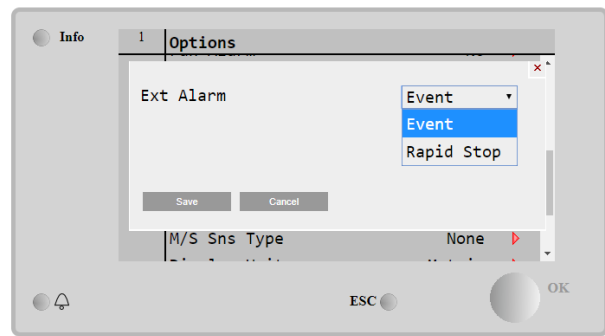 Info
1 Options
×
Ext Alarm Event ▾
Event
Rapid Stop
Save Cancel
M/S Sns Type None
ESC
OK